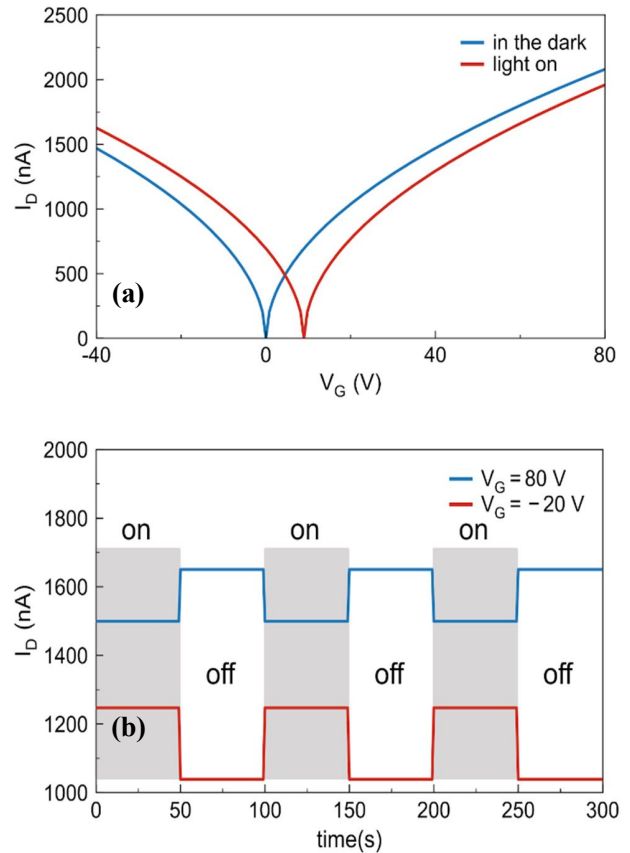 2500
2000
1500
1000
500
0
I_D (nA)
in the dark
light on
(a)
-40
0
40
80
V_G (V)
2000
1800
1600
1400
1200
1000
I_D (nA)
V_G = 80 V
V_G = −20 V
on
on
on
off
off
off
(b)
0
50
100
150
200
250
300
time(s)